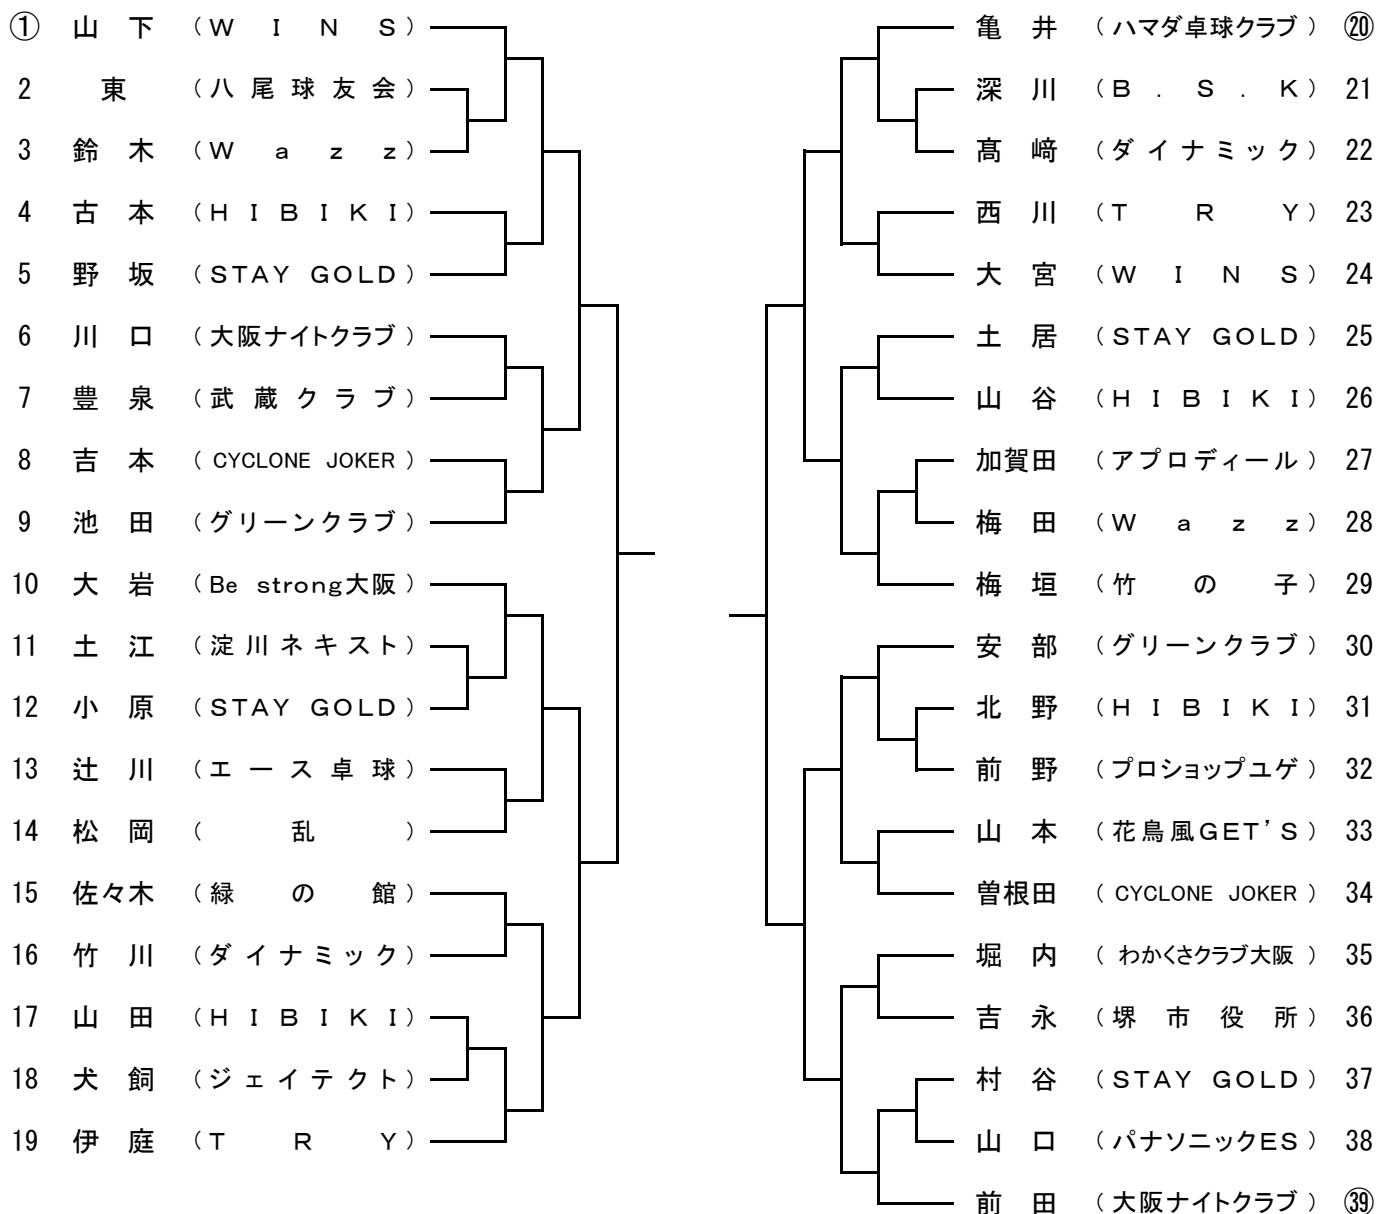 ① 山下 (WINS)
2 東 (八尾球友会)
3 鈴木 (Wazz)
4 古本 (HIBIKI)
5 野坂 (STAY GOLD)
6 川口 (大阪ナイトクラブ)
7 豊泉 (武蔵クラブ)
8 吉本 (CYCLONE JOKER)
9 池田 (グリーンクラブ)
10 大岩 (Be strong大阪)
11 土江 (淀川ネキスト)
12 小原 (STAY GOLD)
13 辻川 (エース卓球)
14 松岡 (乱)
15 佐々木 (緑の館)
16 竹川 (ダイナミック)
17 山田 (HIBIKI)
18 犬飼 (ジェイテクト)
19 伊庭 (TRY)
亀井 (ハマダ卓球クラブ) ⑳
深川 (B.S.K) 21
髙﨑 (ダイナミック) 22
西川 (TRY) 23
大宮 (WINS) 24
土居 (STAY GOLD) 25
山谷 (HIBIKI) 26
加賀田 (アプロディール) 27
梅田 (Wazz) 28
梅垣 (竹の子) 29
安部 (グリーンクラブ) 30
北野 (HIBIKI) 31
前野 (プロショップユゲ) 32
山本 (花鳥風GET'S) 33
曽根田 (CYCLONE JOKER) 34
堀内 (わかくさクラブ大阪) 35
吉永 (堺市役所) 36
村谷 (STAY GOLD) 37
山口 (パナソニックES) 38
前田 (大阪ナイトクラブ) ㊴